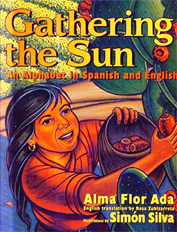 Gathering
the Sun
An Alphabet in Spanish and English
Alma Flor Ada
English translation by Rosa Zubizarreta
Illustrations by Simón Silva